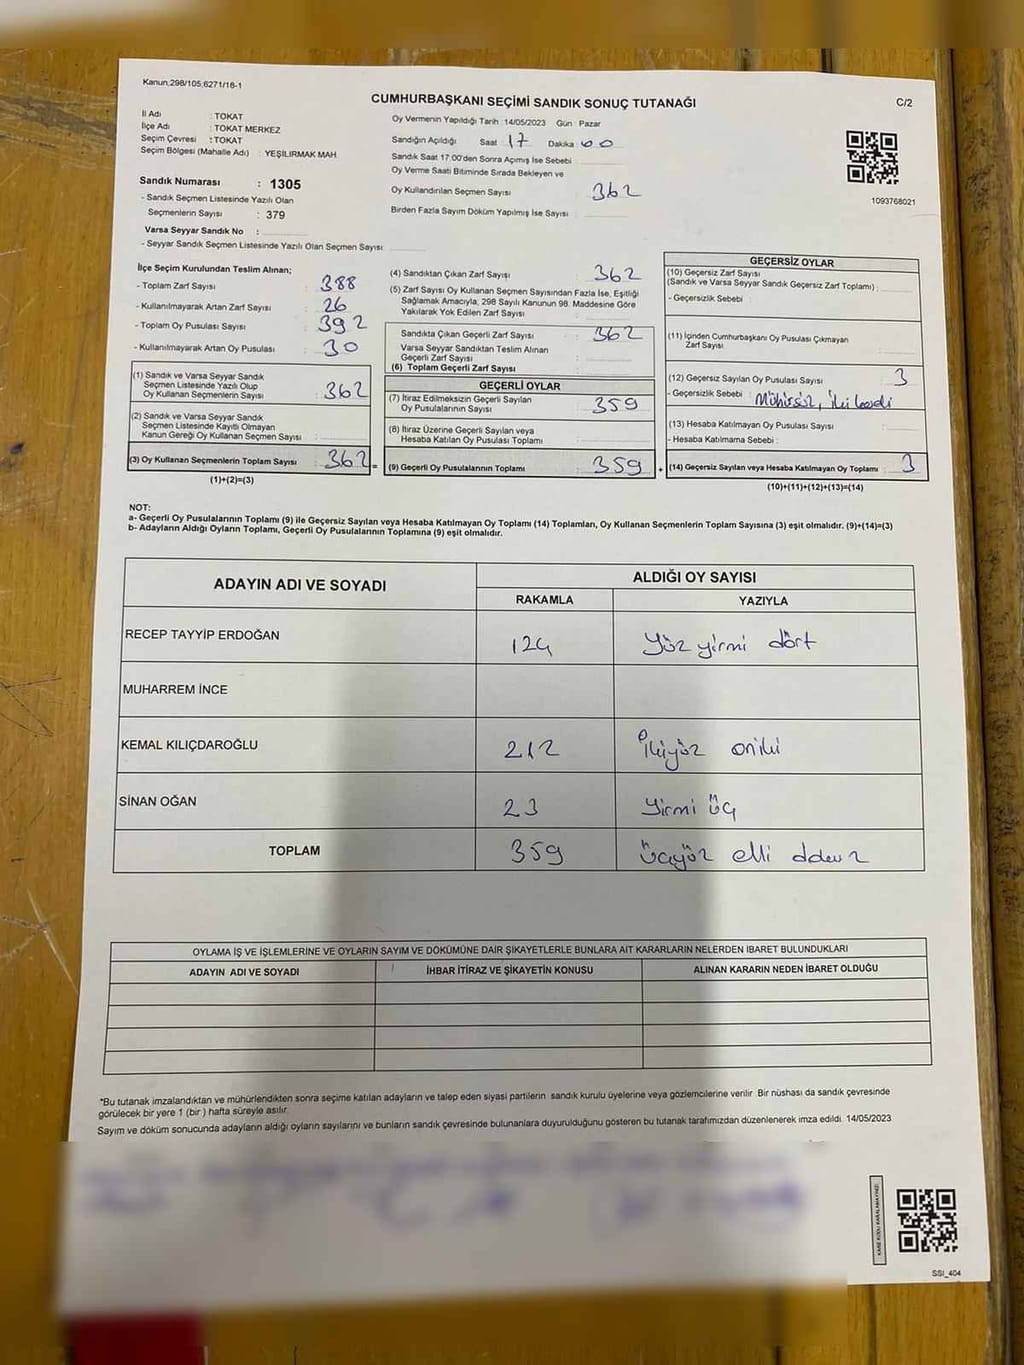 Kanun,298/105,6271/18-1
CUMHURBAŞKANI SEÇİMİ SANDIK SONUÇ TUTANAĞI
C/2
İl Adı : TOKAT
İlçe Adı : TOKAT MERKEZ
Seçim Çevresi : TOKAT
Seçim Bölgesi (Mahalle Adı) : YEŞİLIRMAK MAH
Sandık Numarası : 1305
- Sandık Seçmen Listesinde Yazılı Olan
Seçmenlerin Sayısı : 379
Varsa Seyyar Sandık No :
- Seyyar Sandık Seçmen Listesinde Yazılı Olan Seçmen Sayısı:
Oy Vermenin Yapıldığı Tarih : 14/05/2023 Gün : Pazar
Sandığın Açıldığı Saat 17 Dakika 00
Sandık Saat 17:00'den Sonra Açımış İse Sebebi
Oy Verme Saati Bitiminde Sırada Bekleyen ve
Oy Kullandırılan Seçmen Sayısı 362
Birden Fazla Sayım Döküm Yapılmış İse Sayısı :
1093768021
İlçe Seçim Kurulundan Teslim Alınan;
- Toplam Zarf Sayısı : 388
- Kullanılmayarak Artan Zarf Sayısı : 26
- Toplam Oy Pusulası Sayısı : 392
- Kullanılmayarak Artan Oy Pusulası : 30
(1) Sandık ve Varsa Seyyar Sandık
Seçmen Listesinde Yazılı Olup
Oy Kullanan Seçmenlerin Sayısı : 362
(2) Sandık ve Varsa Seyyar Sandık
Seçmen Listesinde Kayıtlı Olmayan
Kanun Gereği Oy Kullanan Seçmen Sayısı :
(3) Oy Kullanan Seçmenlerin Toplam Sayısı : 362 =
(1)+(2)=(3)
(4) Sandıktan Çıkan Zarf Sayısı : 362
(5) Zarf Sayısı Oy Kullanan Seçmen Sayısından Fazla İse, Eşitliği
Sağlamak Amacıyla, 298 Sayılı Kanunun 98. Maddesine Göre
Yakılarak Yok Edilen Zarf Sayısı :
Sandıkta Çıkan Geçerli Zarf Sayısı : 362
Varsa Seyyar Sandıktan Teslim Alınan
Geçerli Zarf Sayısı :
(6) Toplam Geçerli Zarf Sayısı :
GEÇERLİ OYLAR
(7) İtiraz Edilmeksizin Geçerli Sayılan
Oy Pusulalarının Sayısı : 359
(8) İtiraz Üzerine Geçerli Sayılan veya
Hesaba Katılan Oy Pusulası Toplamı :
(9) Geçerli Oy Pusulalarının Toplamı : 359 +
GEÇERSİZ OYLAR
(10) Geçersiz Zarf Sayısı
(Sandık ve Varsa Seyyar Sandık Geçersiz Zarf Toplamı) :
- Geçersizlik Sebebi :
(11) İçinden Cumhurbaşkanı Oy Pusulası Çıkmayan
Zarf Sayısı :
(12) Geçersiz Sayılan Oy Pusulası Sayısı : 3
- Geçersizlik Sebebi : Mühürsüz, iki
(13) Hesaba Katılmayan Oy Pusulası Sayısı :
- Hesaba Katılmama Sebebi :
(14) Geçersiz Sayılan veya Hesaba Katılmayan Oy Toplamı : 3
(10)+(11)+(12)+(13)=(14)
NOT:
a- Geçerli Oy Pusulalarının Toplamı (9) ile Geçersiz Sayılan veya Hesaba Katılmayan Oy Toplamı (14) Toplamları, Oy Kullanan Seçmenlerin Toplam Sayısına (3) eşit olmalıdır. (9)+(14)=(3)
b- Adayların Aldığı Oyların Toplamı, Geçerli Oy Pusulalarının Toplamına (9) eşit olmalıdır.
ADAYIN ADI VE SOYADI
ALDIĞI OY SAYISI
RAKAMLA YAZIYLA
RECEP TAYYİP ERDOĞAN 124 Yüz yirmi dört
MUHARREM İNCE
KEMAL KILIÇDAROĞLU 212 İkiyüz oniki
SİNAN OĞAN 23 Yirmi üç
TOPLAM 359 Üçyüz elli
OYLAMA İŞ VE İŞLEMLERİNE VE OYLARIN SAYIM VE DÖKÜMÜNE DAİR ŞİKAYETLERLE BUNLARA AİT KARARLARIN NELERDEN İBARET BULUNDUKLARI
ADAYIN ADI VE SOYADI İHBAR İTİRAZ VE ŞİKAYETİN KONUSU ALINAN KARARIN NEDEN İBARET OLDUĞU
*Bu tutanak imzalandıktan ve mühürlendikten sonra seçime katılan adayların ve talep eden siyasi partilerin sandık kurulu üyelerine veya gözlemcilerine verilir Bir nüshası da sandık çevresinde
görülecek bir yere 1 (bir ) hafta süreyle asılır.
Sayım ve döküm sonucunda adayların aldığı oyların sayılarını ve bunların sandık çevresinde bulunanlara duyurulduğunu gösteren bu tutanak tarafımızdan düzenlenerek imza edildi. 14/05/2023
KARE KODU KARALAMAYINIZ!
SSI_404